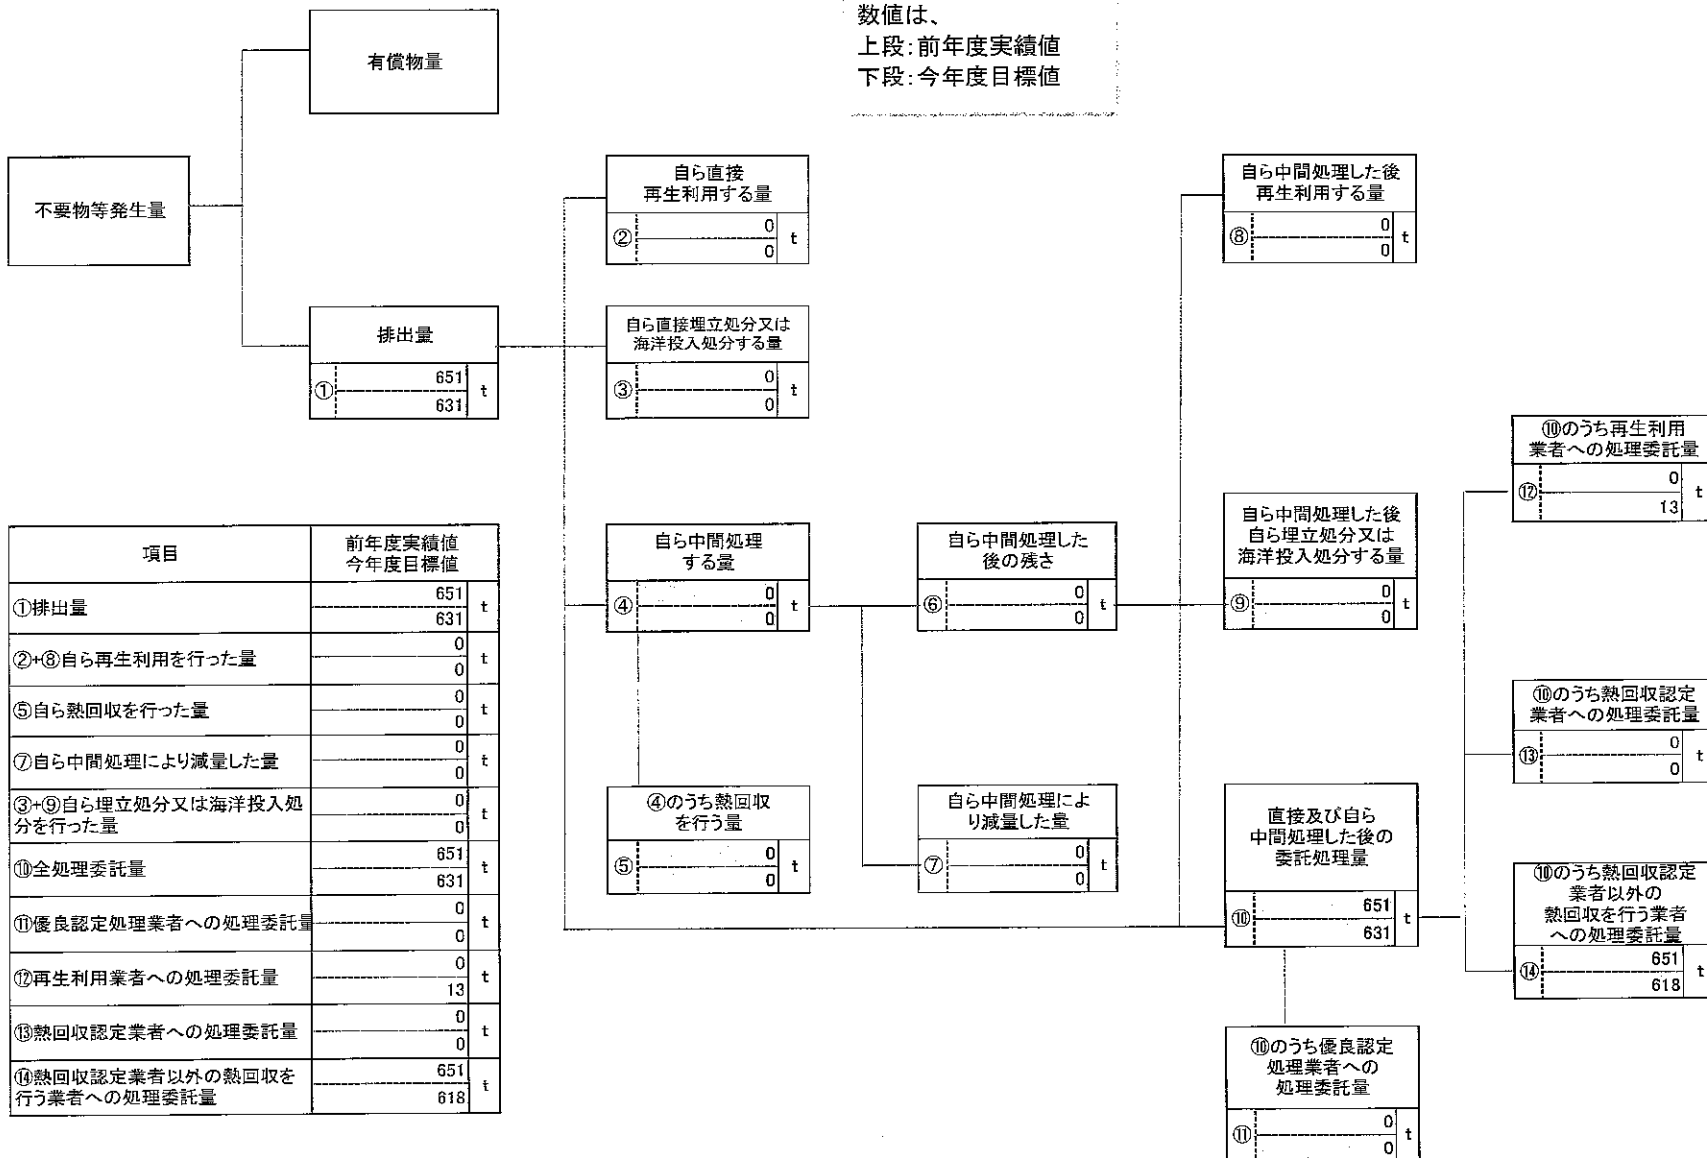 数値は、
上段:前年度実績値
下段:今年度目標値
有償物量
不要物等発生量
排出量
① 651 t
631
自ら直接
再生利用する量
② 0 t
0
自ら直接埋立処分又は
海洋投入処分する量
③ 0 t
0
自ら中間処理
する量
④ 0 t
0
④のうち熱回収
を行う量
⑤ 0 t
0
自ら中間処理した
後の残さ
⑥ 0 t
0
自ら中間処理によ
り減量した量
⑦ 0 t
0
自ら中間処理した後
再生利用する量
⑧ 0 t
0
自ら中間処理した後
自ら埋立処分又は
海洋投入処分する量
⑨ 0 t
0
直接及び自ら
中間処理した後の
委託処理量
⑩ 651 t
631
⑩のうち優良認定
処理業者への
処理委託量
⑪ 0 t
0
⑩のうち再生利用
業者への処理委託量
⑫ 0 t
13
⑩のうち熱回収認定
業者への処理委託量
⑬ 0 t
0
⑩のうち熱回収認定
業者以外の
熱回収を行う業者
への処理委託量
⑭ 651 t
618
項目
前年度実績値
今年度目標値
①排出量 651 t
631
②+⑧自ら再生利用を行った量 0 t
0
⑤自ら熱回収を行った量 0 t
0
⑦自ら中間処理により減量した量 0 t
0
③+⑨自ら埋立処分又は海洋投入処 0 t
分を行った量 0
⑩全処理委託量 651 t
631
⑪優良認定処理業者への処理委託量 0 t
0
⑫再生利用業者への処理委託量 0 t
13
⑬熱回収認定業者への処理委託量 0 t
0
⑭熱回収認定業者以外の熱回収を 651 t
行う業者への処理委託量 618